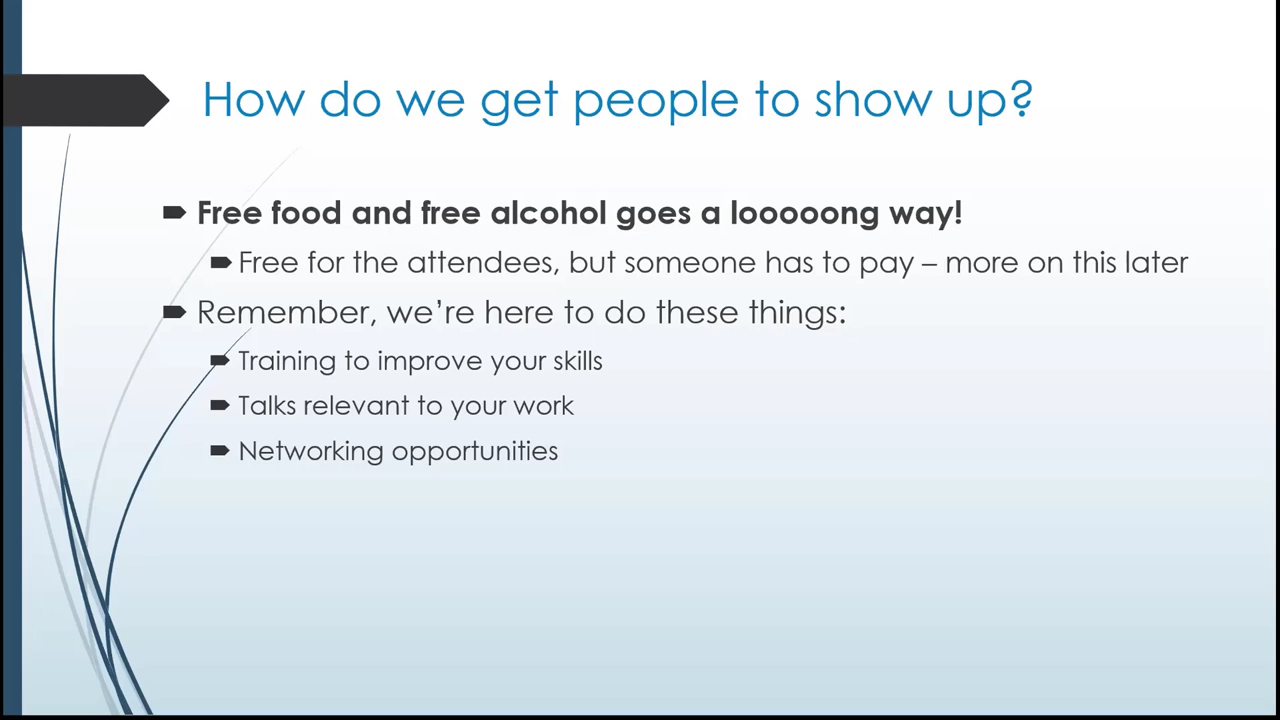 How do we get people to show up?
Free food and free alcohol goes a looooong way!
Free for the attendees, but someone has to pay – more on this later
Remember, we’re here to do these things:
Training to improve your skills
Talks relevant to your work
Networking opportunities